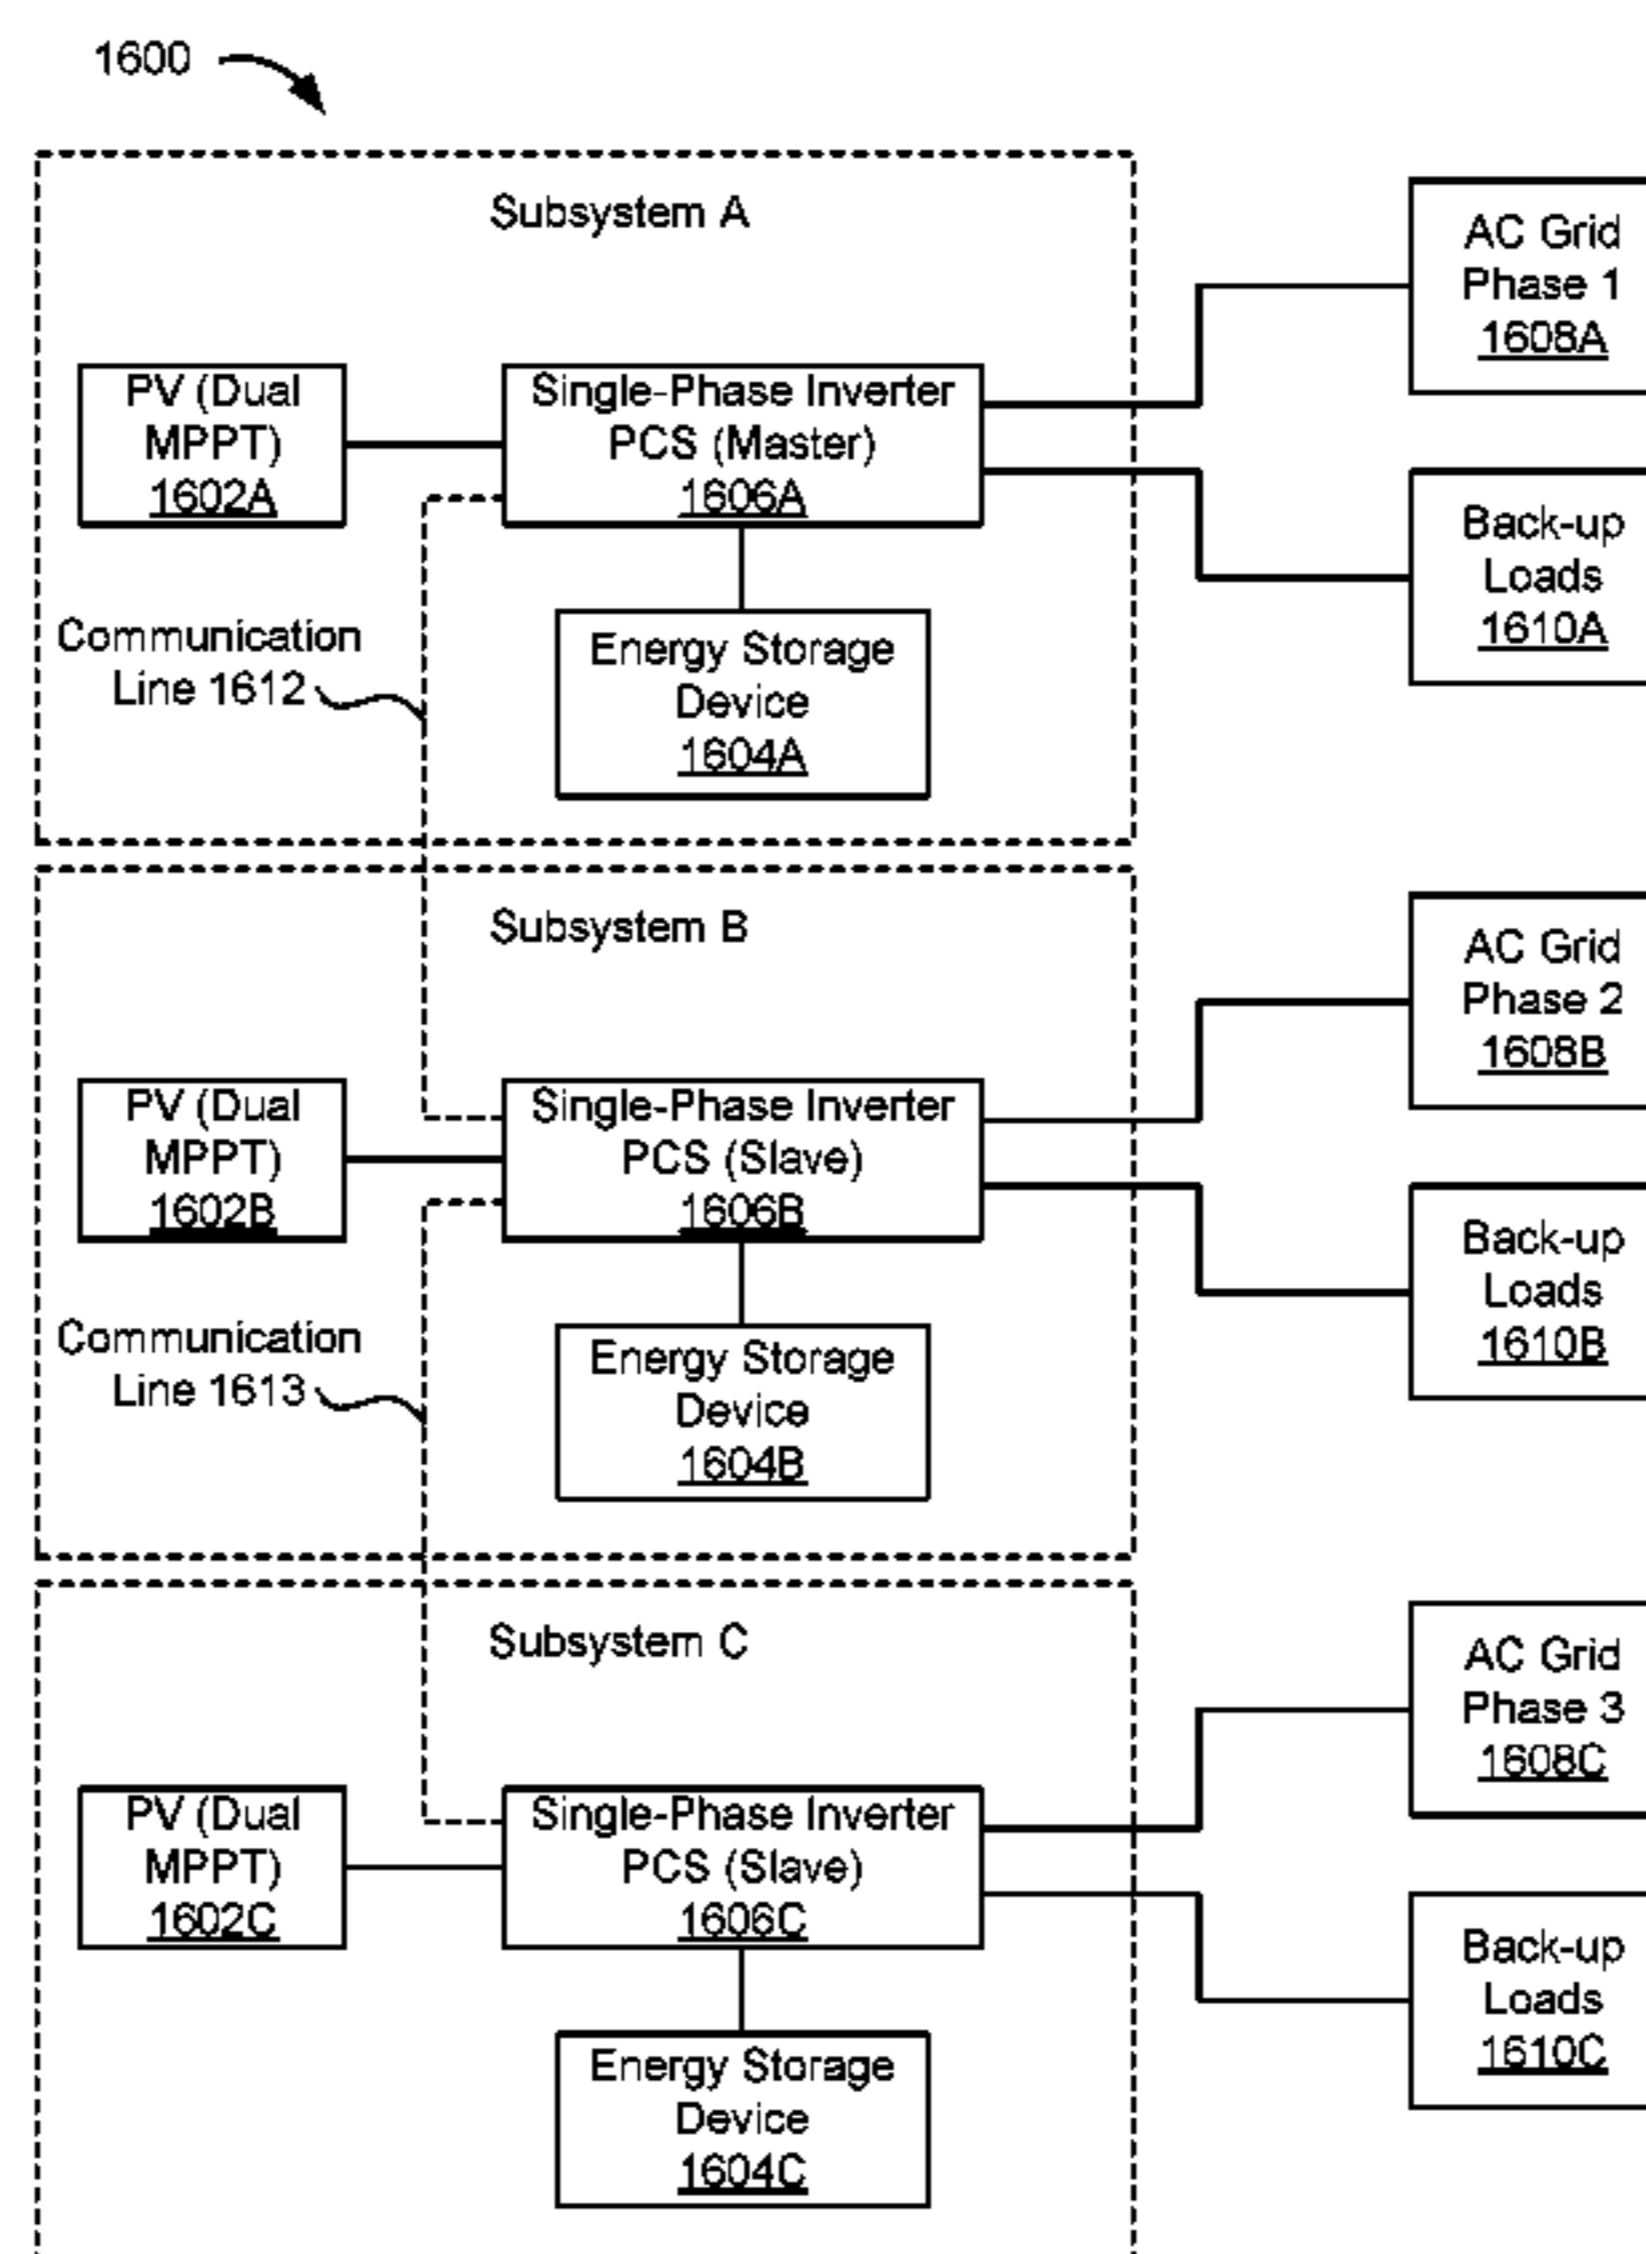 1600
Subsystem A
AC Grid
Phase 1
1608A
PV (Dual
MPPT)
1602A
Single-Phase Inverter
PCS (Master)
1606A
Back-up
Loads
1610A
Communication
Line 1612
Energy Storage
Device
1604A
Subsystem B
AC Grid
Phase 2
1608B
PV (Dual
MPPT)
1602B
Single-Phase Inverter
PCS (Slave)
1606B
Back-up
Loads
1610B
Communication
Line 1613
Energy Storage
Device
1604B
Subsystem C
AC Grid
Phase 3
1608C
PV (Dual
MPPT)
1602C
Single-Phase Inverter
PCS (Slave)
1606C
Back-up
Loads
1610C
Energy Storage
Device
1604C